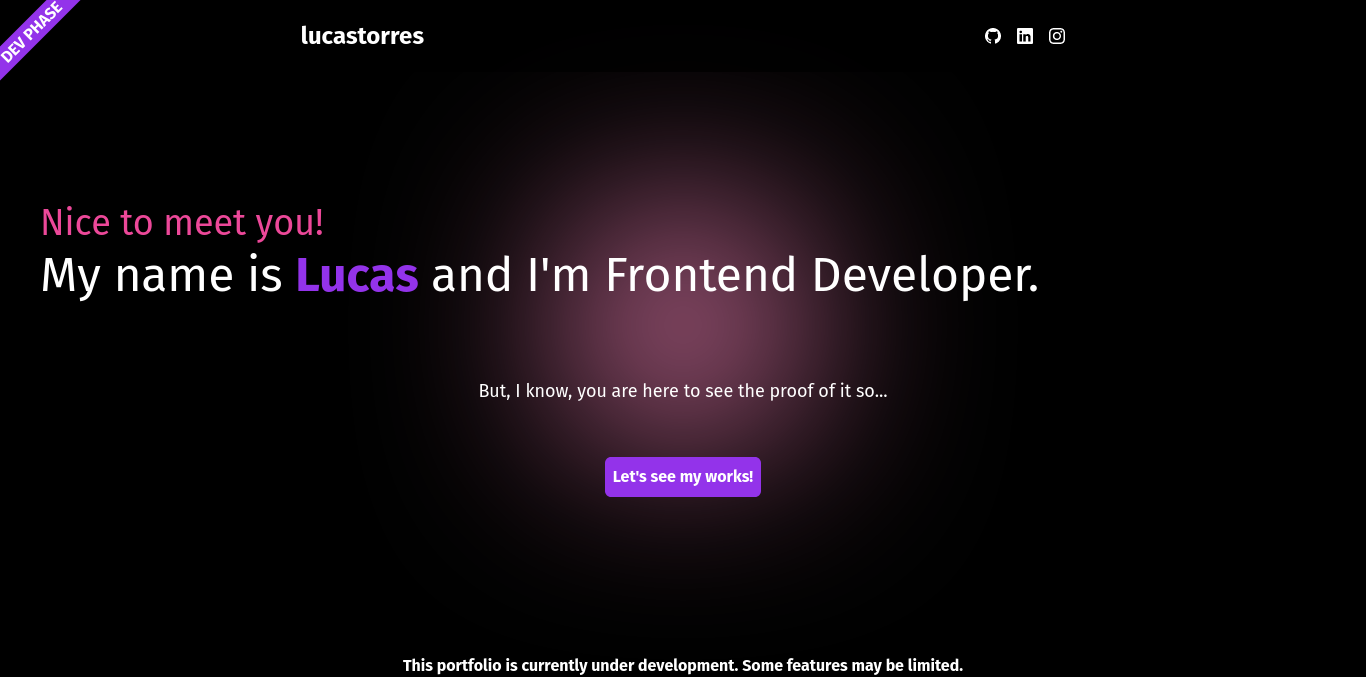 DEV PHASE
lucastorres
Nice to meet you!
My name is Lucas and I'm Frontend Developer.
But, I know, you are here to see the proof of it so...
Let's see my works!
This portfolio is currently under development. Some features may be limited.